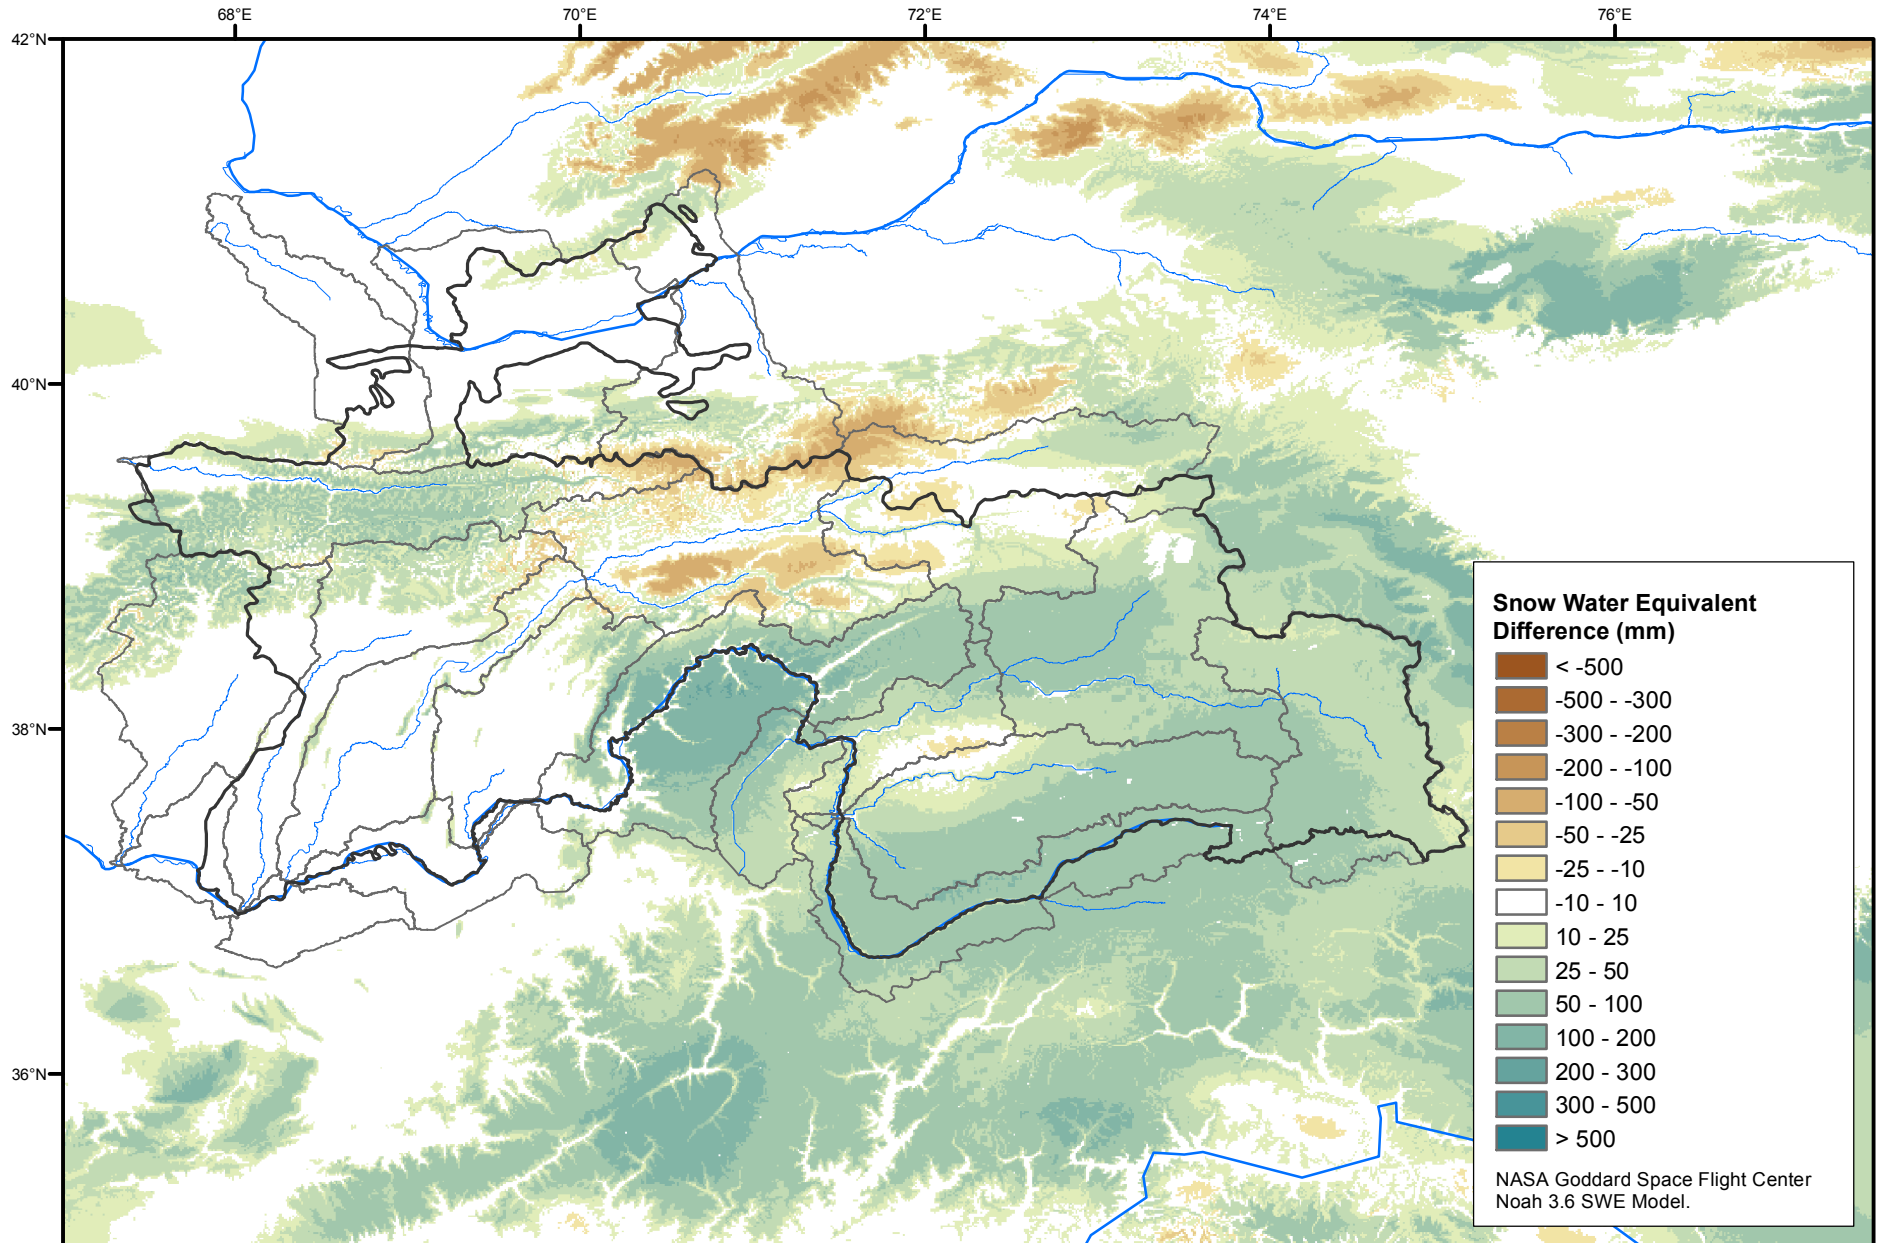 68°E 70°E 72°E 74°E 76°E
42°N
40°N
38°N
36°N
Snow Water Equivalent
Difference (mm)
< -500
-500 - -300
-300 - -200
-200 - -100
-100 - -50
-50 - -25
-25 - -10
-10 - 10
10 - 25
25 - 50
50 - 100
100 - 200
200 - 300
300 - 500
> 500
NASA Goddard Space Flight Center
Noah 3.6 SWE Model.